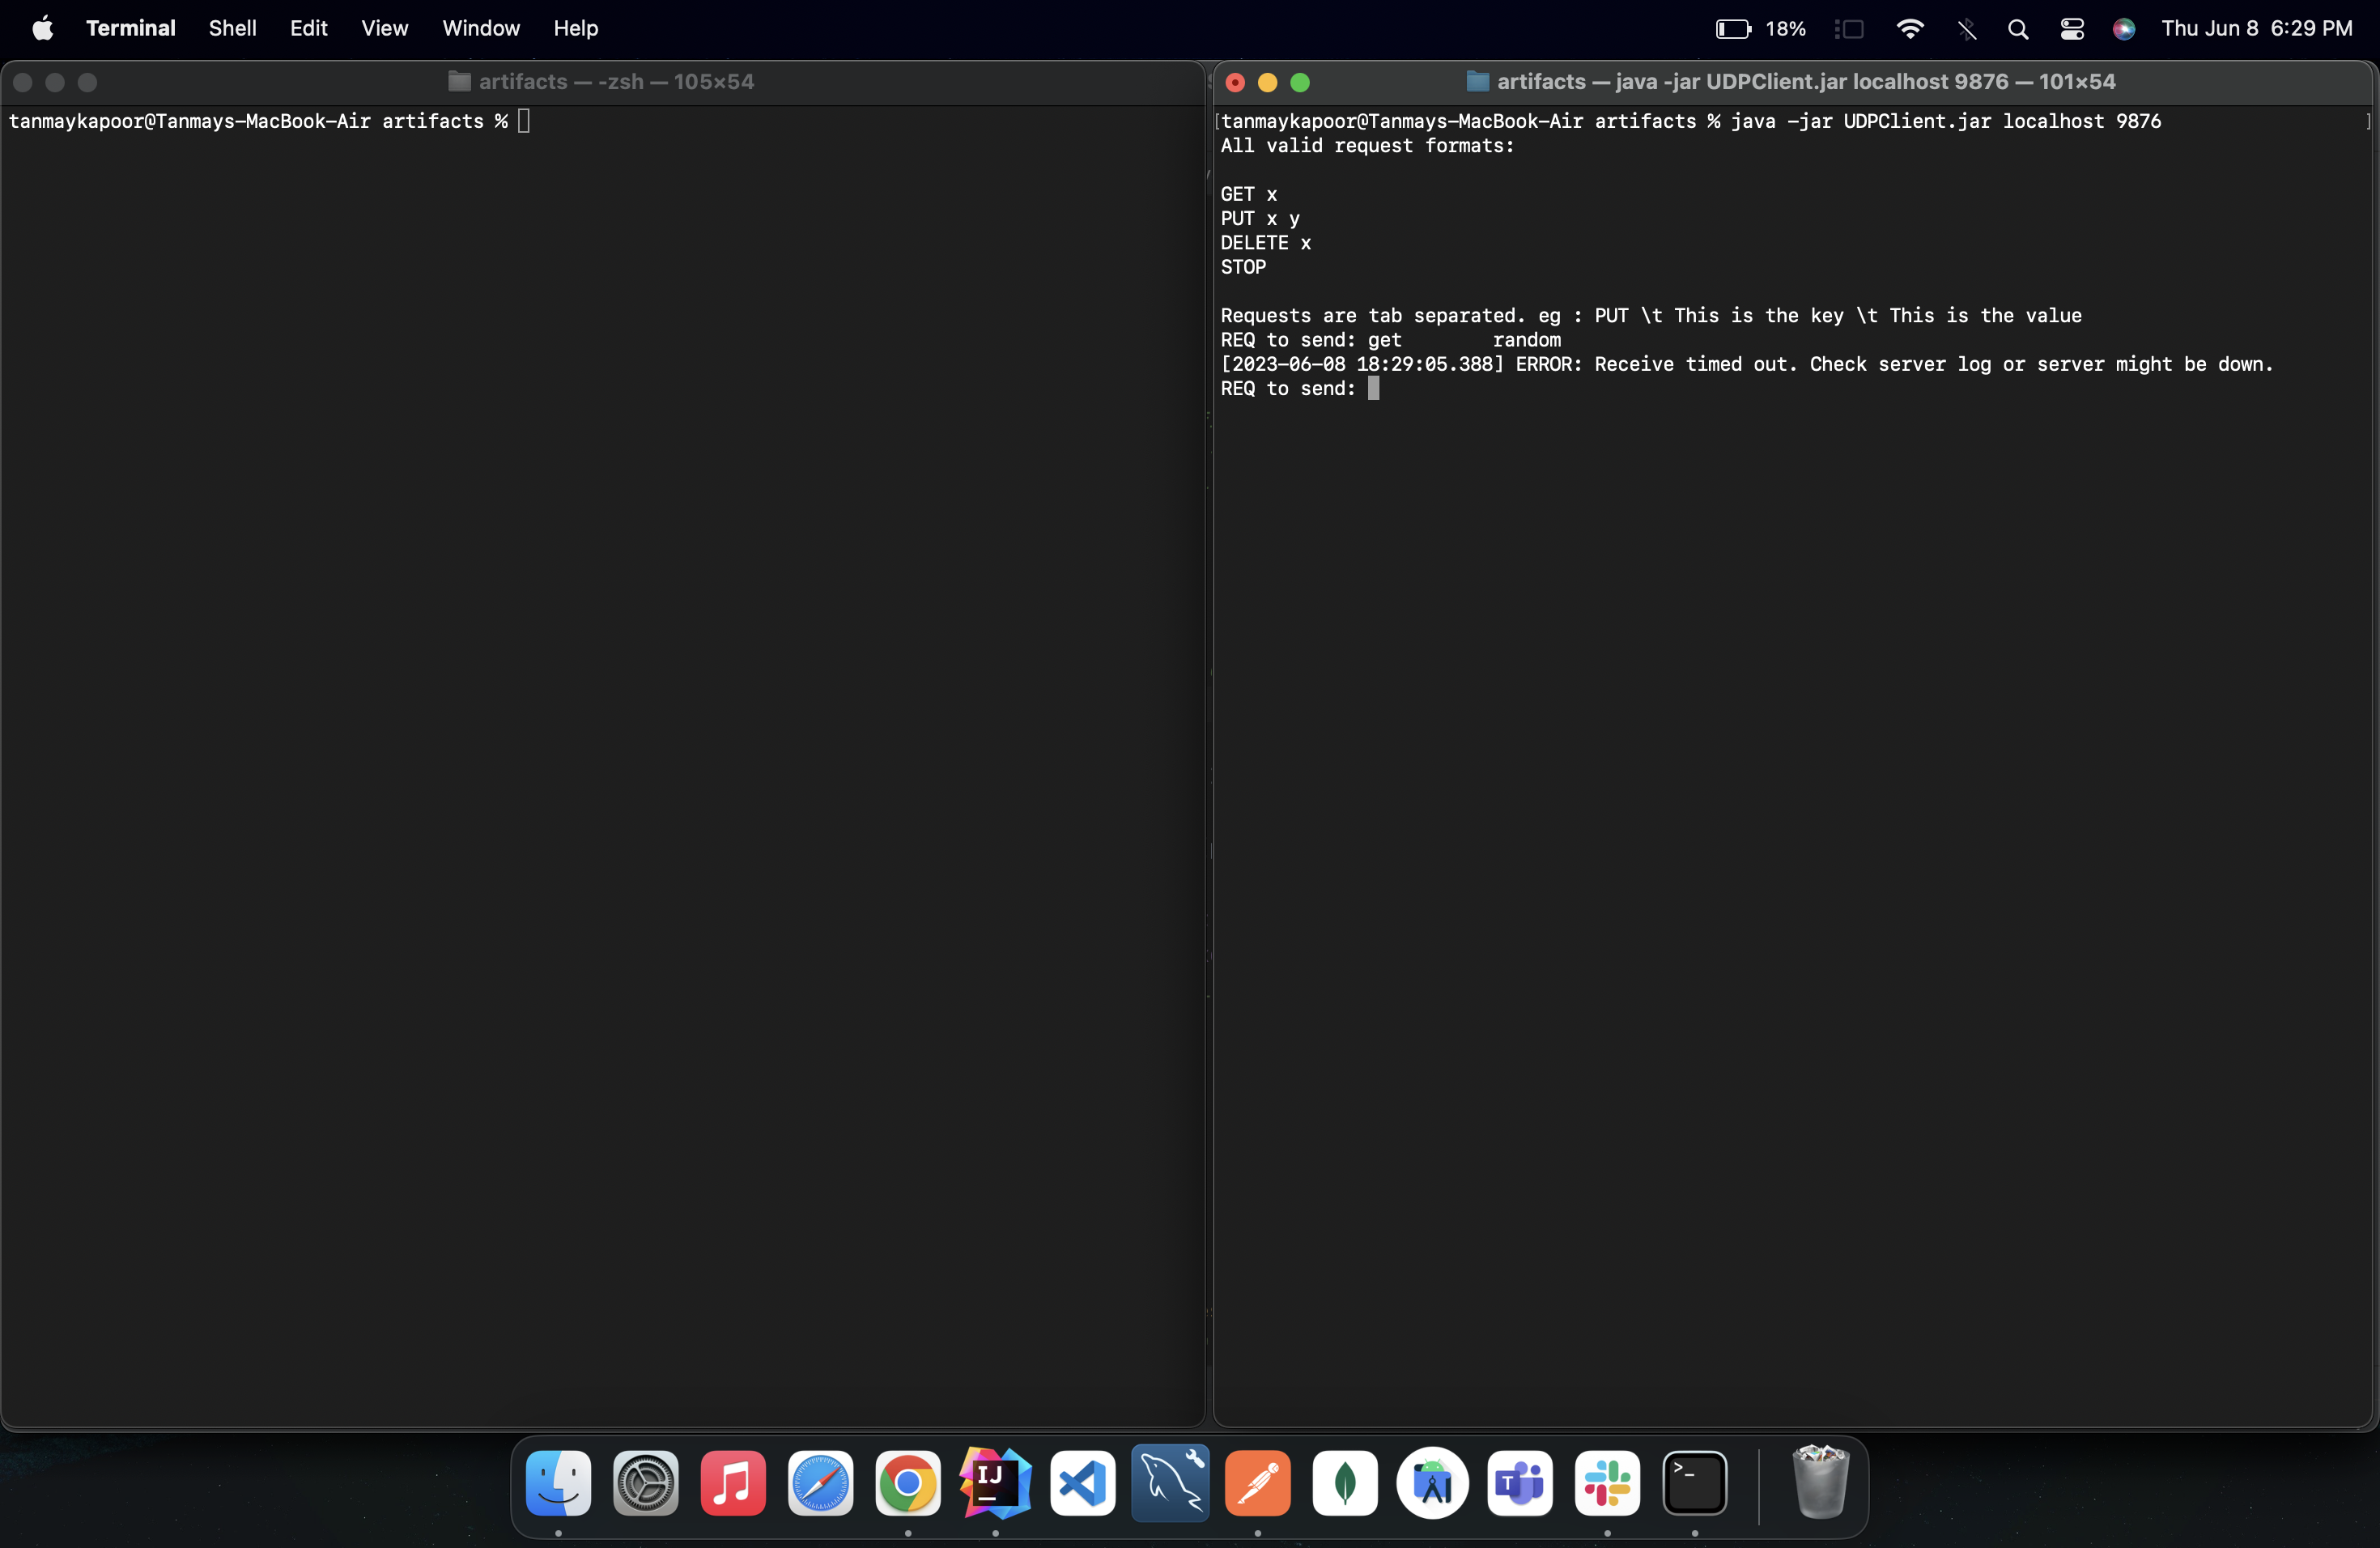 Terminal Shell Edit View Window Help 18% Thu Jun 8 6:29 PM
artifacts — -zsh — 105×54
tanmaykapoor@Tanmays-MacBook-Air artifacts %
artifacts — java -jar UDPClient.jar localhost 9876 — 101×54
[tanmaykapoor@Tanmays-MacBook-Air artifacts % java -jar UDPClient.jar localhost 9876 ]
All valid request formats:
GET x
PUT x y
DELETE x
STOP
Requests are tab separated. eg : PUT \t This is the key \t This is the value
REQ to send: get random
[2023-06-08 18:29:05.388] ERROR: Receive timed out. Check server log or server might be down.
REQ to send:
IJ
T
>_